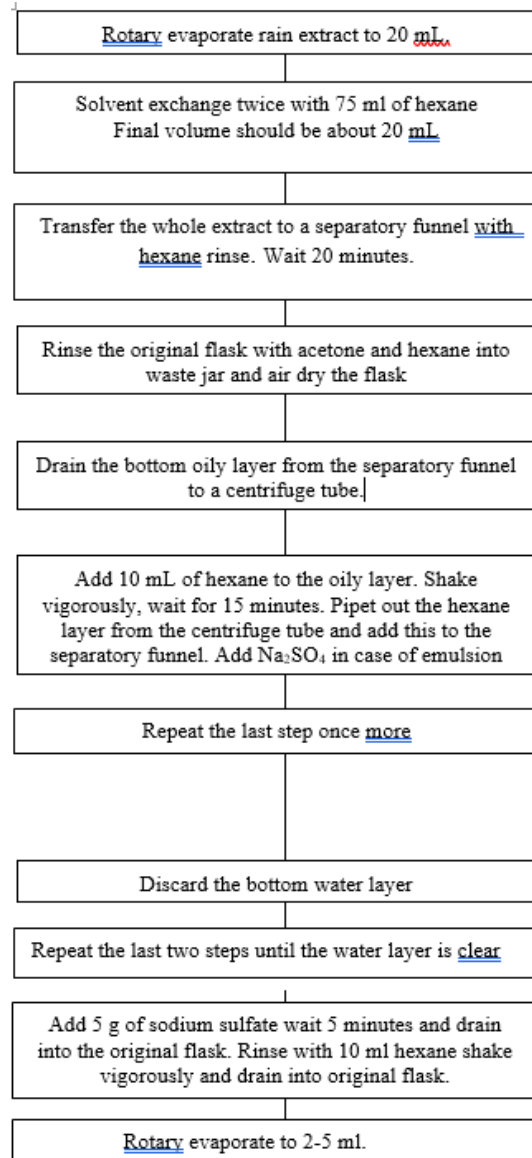 Rotary evaporate rain extract to 20 mL.
Solvent exchange twice with 75 ml of hexane
Final volume should be about 20 mL
Transfer the whole extract to a separatory funnel with
hexane rinse. Wait 20 minutes.
Rinse the original flask with acetone and hexane into
waste jar and air dry the flask
Drain the bottom oily layer from the separatory funnel
to a centrifuge tube.
Add 10 mL of hexane to the oily layer. Shake
vigorously, wait for 15 minutes. Pipet out the hexane
layer from the centrifuge tube and add this to the
separatory funnel. Add Na₂SO₄ in case of emulsion
Repeat the last step once more
Discard the bottom water layer
Repeat the last two steps until the water layer is clear
Add 5 g of sodium sulfate wait 5 minutes and drain
into the original flask. Rinse with 10 ml hexane shake
vigorously and drain into original flask.
Rotary evaporate to 2-5 ml.